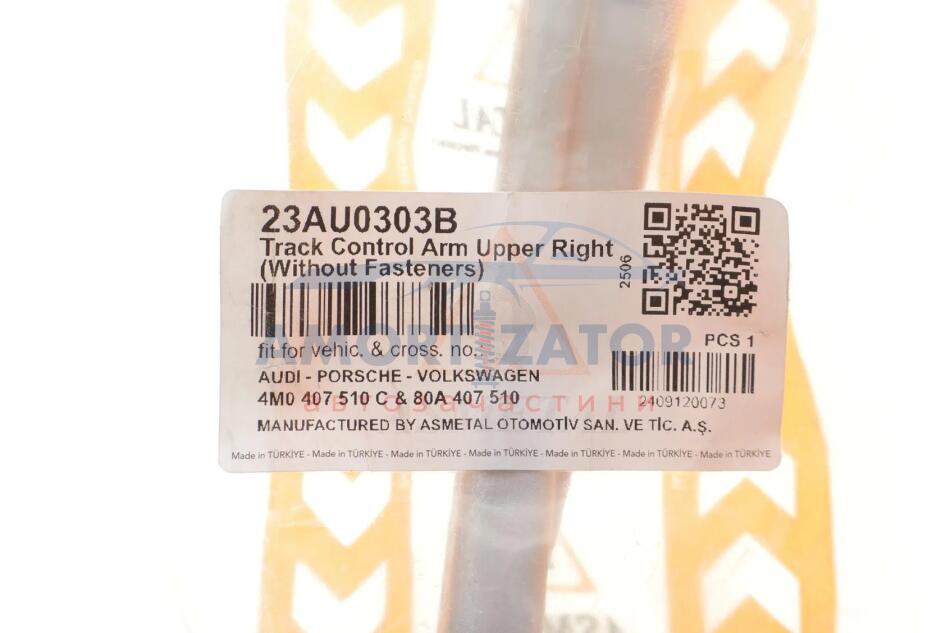 TAL
23AU0303B
Track Control Arm Upper Right
(Without Fasteners)
2506
AMORTIZATOR
fit for vehic. & cross. no.:
PCS 1
AUDI - PORSCHE - VOLKSWAGEN
4M0 407 510 C & 80A 407 510
автозапчастини
2409120073
MANUFACTURED BY ASMETAL OTOMOTİV SAN. VE TİC. A.Ş.
Made in TÜRKİYE - Made in TÜRKİYE - Made in TÜRKİYE - Made in TÜRKİYE - Made in TÜRKİYE - Made in TÜRKİYE - Made in TÜRKİYE
ASM